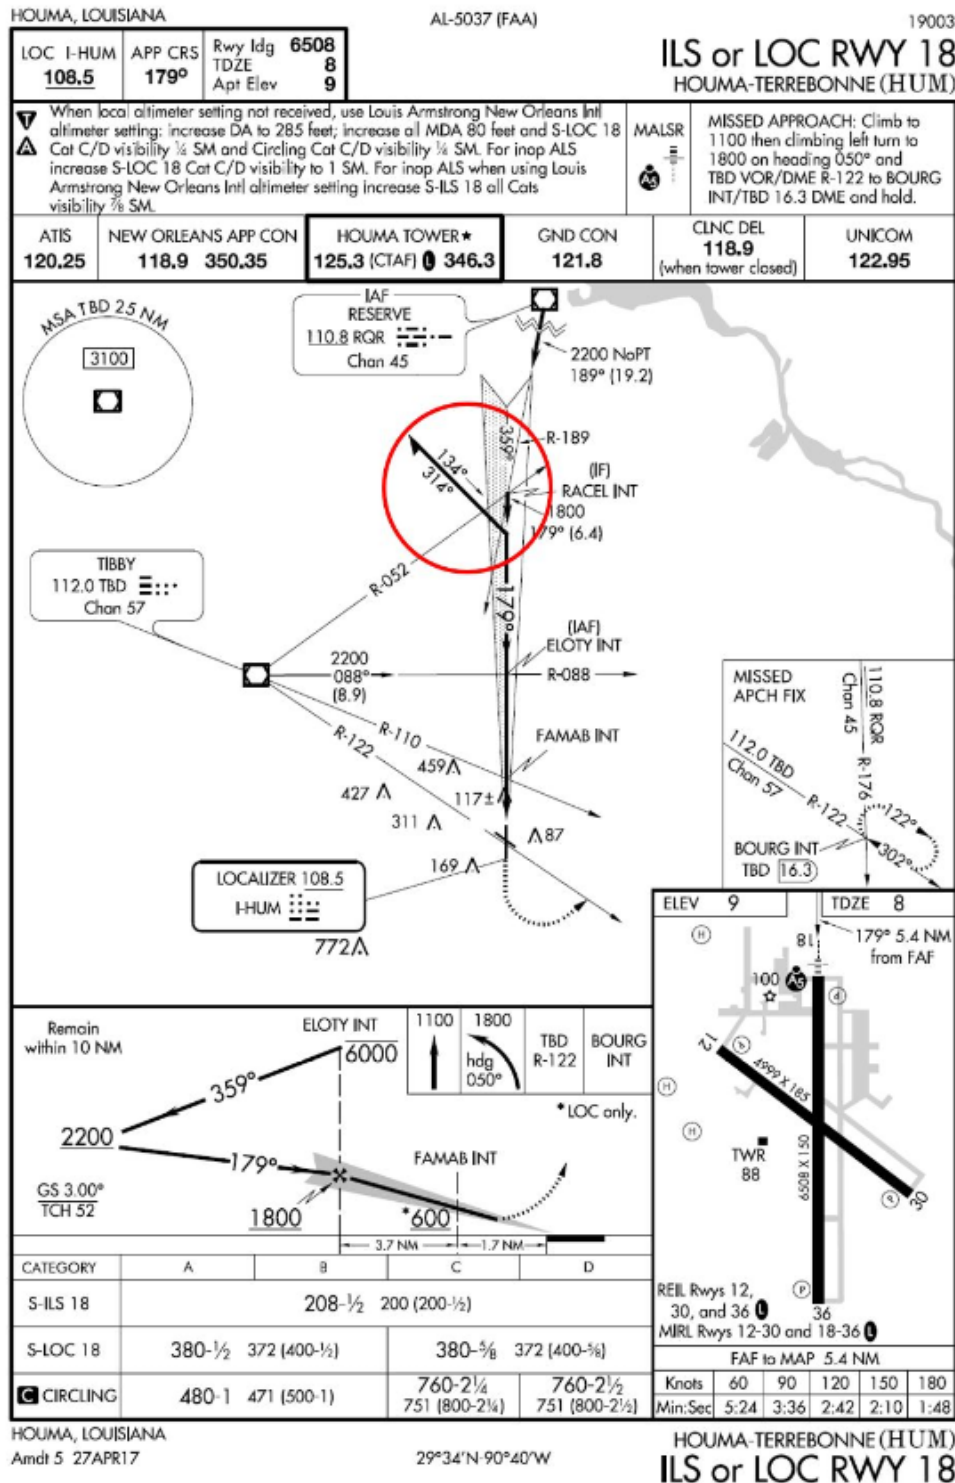 HOUMA, LOUISIANA
AL-5037 (FAA)
19003
LOC I-HUM
108.5
APP CRS
179°
Rwy ldg 6508
TDZE 8
Apt Elev 9
ILS or LOC RWY 18
HOUMA-TERREBONNE (HUM)
T
A
When local altimeter setting not received, use Louis Armstrong New Orleans Intl
altimeter setting: increase DA to 285 feet; increase all MDA 80 feet and S-LOC 18
Cat C/D visibility ¼ SM and Circling Cat C/D visibility ¼ SM. For inop ALS
increase S-LOC 18 Cat C/D visibility to 1 SM. For inop ALS when using Louis
Armstrong New Orleans Intl altimeter setting increase S-ILS 18 all Cats
visibility ⅞ SM.
MALSR
A5
MISSED APPROACH: Climb to
1100 then climbing left turn to
1800 on heading 050° and
TBD VOR/DME R-122 to BOURG
INT/TBD 16.3 DME and hold.
ATIS
120.25
NEW ORLEANS APP CON
118.9 350.35
HOUMA TOWER★
125.3 (CTAF) L 346.3
GND CON
121.8
CLNC DEL
118.9
(when tower closed)
UNICOM
122.95
MSA TBD 25 NM
3100
IAF
RESERVE
110.8 RQR
Chan 45
2200 NoPT
189° (19.2)
359°
R-189
134°
314°
(IF)
RACEL INT
1800
179° (6.4)
R-052
179°
TIBBY
112.0 TBD
Chan 57
(IAF)
ELOTY INT
2200
088°
(8.9)
R-088
R-110
R-122
FAMAB INT
459
427
117±
311
87
169
LOCALIZER 108.5
I-HUM
772
MISSED
APCH FIX
110.8 RQR
Chan 45
R-176
112.0 TBD
Chan 57
R-122
122°
302°
BOURG INT
TBD 16.3
ELEV 9
TDZE 8
179° 5.4 NM
from FAF
H
18
100
A5
P
12
4999 X 185
6508 X 150
H
H
TWR
88
P
30
P
36
REIL Rwys 12,
30, and 36 L
MIRL Rwys 12-30 and 18-36 L
FAF to MAP 5.4 NM
Knots 60 90 120 150 180
Min:Sec 5:24 3:36 2:42 2:10 1:48
Remain
within 10 NM
ELOTY INT
6000
359°
2200
179°
GS 3.00°
TCH 52
1800
FAMAB INT
*600
3.7 NM
1.7 NM
1100
1800
hdg
050°
TBD
R-122
BOURG
INT
*LOC only.
CATEGORY A B C D
S-ILS 18 208-½ 200 (200-½)
S-LOC 18 380-½ 372 (400-½) 380-⅝ 372 (400-⅝)
C CIRCLING 480-1 471 (500-1) 760-2¼ 751 (800-2¼) 760-2½ 751 (800-2½)
HOUMA, LOUISIANA
Amdt 5 27APR17
29°34'N-90°40'W
HOUMA-TERREBONNE (HUM)
ILS or LOC RWY 18